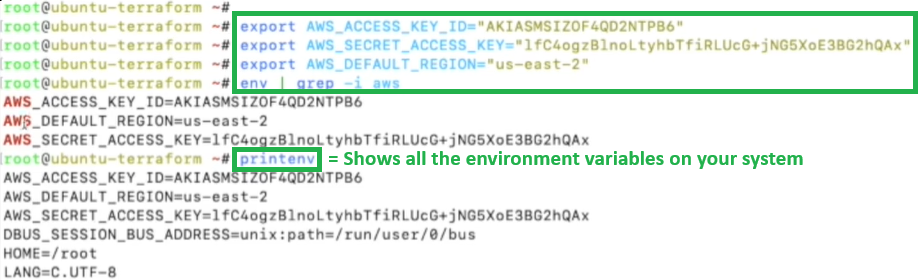 root@ubuntu-terraform ~#
root@ubuntu-terraform ~# export AWS_ACCESS_KEY_ID="AKIASMSIZOF4QD2NTPB6"
root@ubuntu-terraform ~# export AWS_SECRET_ACCESS_KEY="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"
root@ubuntu-terraform ~# export AWS_DEFAULT_REGION="us-east-2"
root@ubuntu-terraform ~# env | grep -i aws
AWS_ACCESS_KEY_ID=AKIASMSIZOF4QD2NTPB6
AWS_DEFAULT_REGION=us-east-2
AWS_SECRET_ACCESS_KEY=lfC4ogzBlnoLtyhbTfiRLUcG+jNG5XoE3BG2hQAx
root@ubuntu-terraform ~# printenv = Shows all the environment variables on your system
AWS_ACCESS_KEY_ID=AKIASMSIZOF4QD2NTPB6
AWS_DEFAULT_REGION=us-east-2
AWS_SECRET_ACCESS_KEY=lfC4ogzBlnoLtyhbTfiRLUcG+jNG5XoE3BG2hQAx
DBUS_SESSION_BUS_ADDRESS=unix:path=/run/user/0/bus
HOME=/root
LANG=C.UTF-8